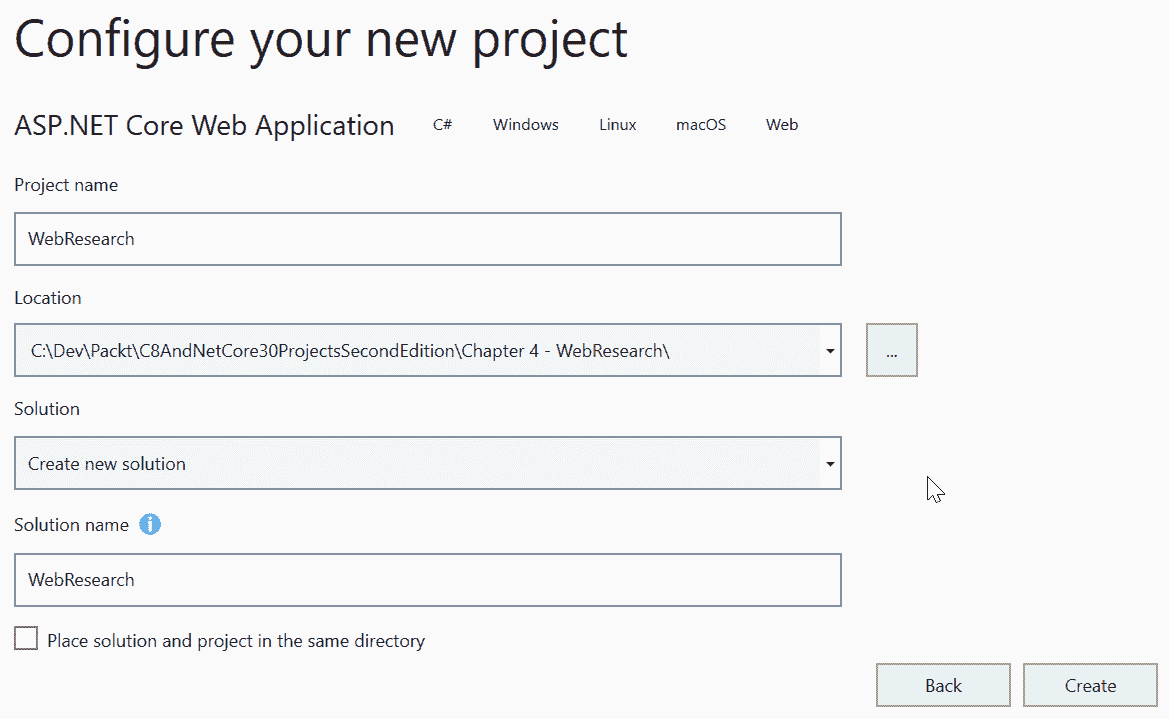 Configure your new project
ASP.NET Core Web Application C# Windows Linux macOS Web
Project name
WebResearch
Location
C:\Dev\Packt\C8AndNetCore30ProjectsSecondEdition\Chapter 4 - WebResearch\
...
Solution
Create new solution
Solution name i
WebResearch
Place solution and project in the same directory
Back Create